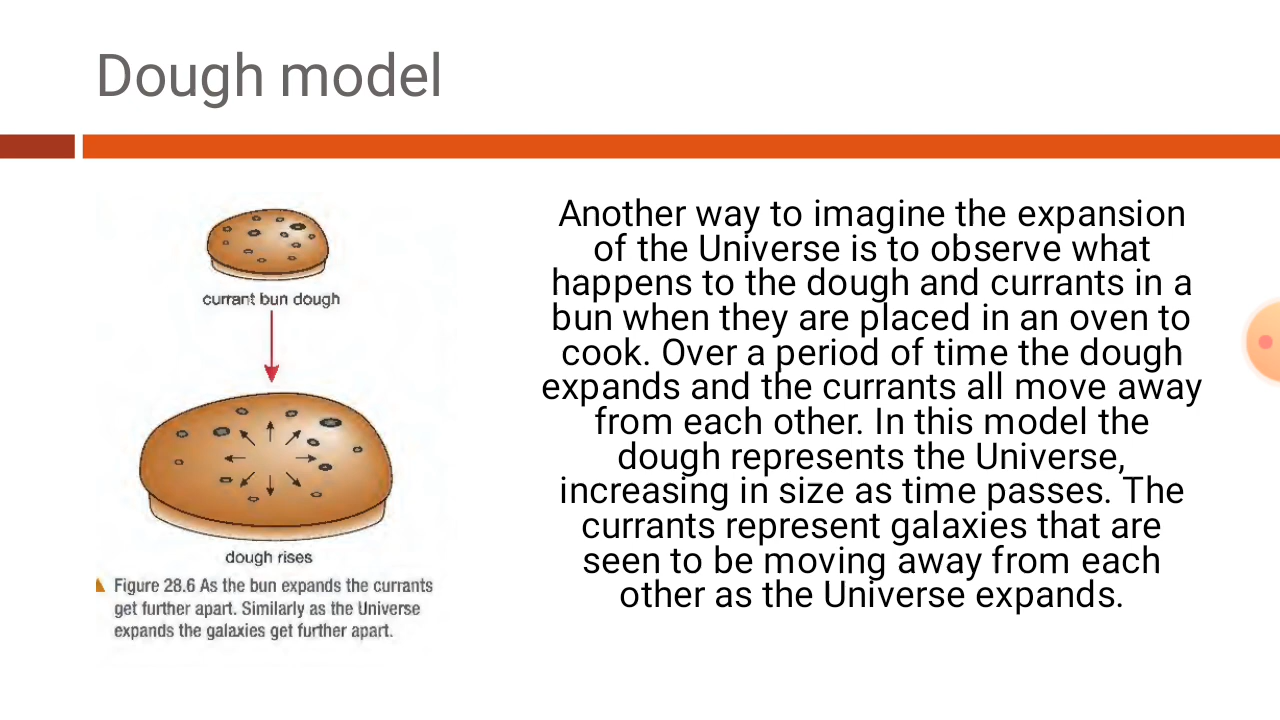 Dough model
currant bun dough
dough rises
Figure 28.6 As the bun expands the currants
get further apart. Similarly as the Universe
expands the galaxies get further apart.
Another way to imagine the expansion
of the Universe is to observe what
happens to the dough and currants in a
bun when they are placed in an oven to
cook. Over a period of time the dough
expands and the currants all move away
from each other. In this model the
dough represents the Universe,
increasing in size as time passes. The
currants represent galaxies that are
seen to be moving away from each
other as the Universe expands.